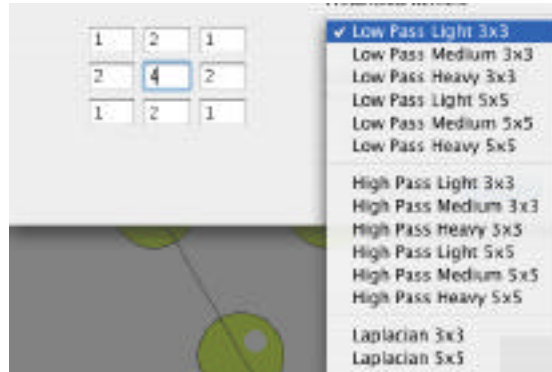 1 2 1
2 4 2
1 2 1
✓ Low Pass Light 3x3
Low Pass Medium 3x3
Low Pass Heavy 3x3
Low Pass Light 5x5
Low Pass Medium 5x5
Low Pass Heavy 5x5
High Pass Light 3x3
High Pass Medium 3x3
High Pass Heavy 3x3
High Pass Light 5x5
High Pass Medium 5x5
High Pass Heavy 5x5
Laplacian 3x3
Laplacian 5x5